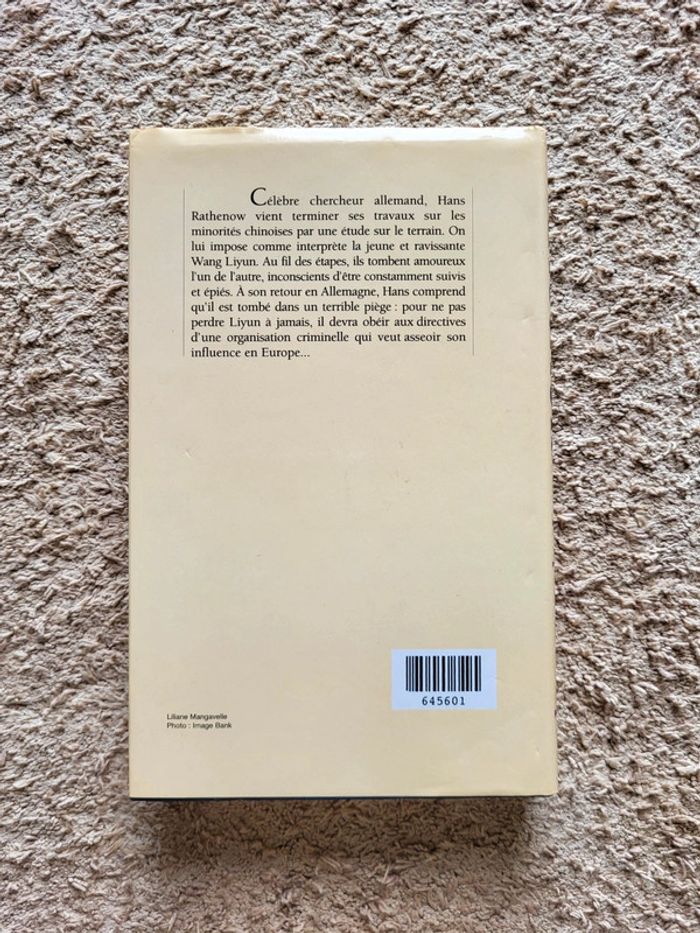 Célèbre chercheur allemand, Hans
Rathenow vient terminer ses travaux sur les
minorités chinoises par une étude sur le terrain. On
lui impose comme interprète la jeune et ravissante
Wang Liyun. Au fil des étapes, ils tombent amoureux
l'un de l'autre, inconscients d'être constamment suivis
et épiés. À son retour en Allemagne, Hans comprend
qu'il est tombé dans un terrible piège : pour ne pas
perdre Liyun à jamais, il devra obéir aux directives
d'une organisation criminelle qui veut asseoir son
influence en Europe...
645601
Liliane Mangavelle
Photo : Image Bank